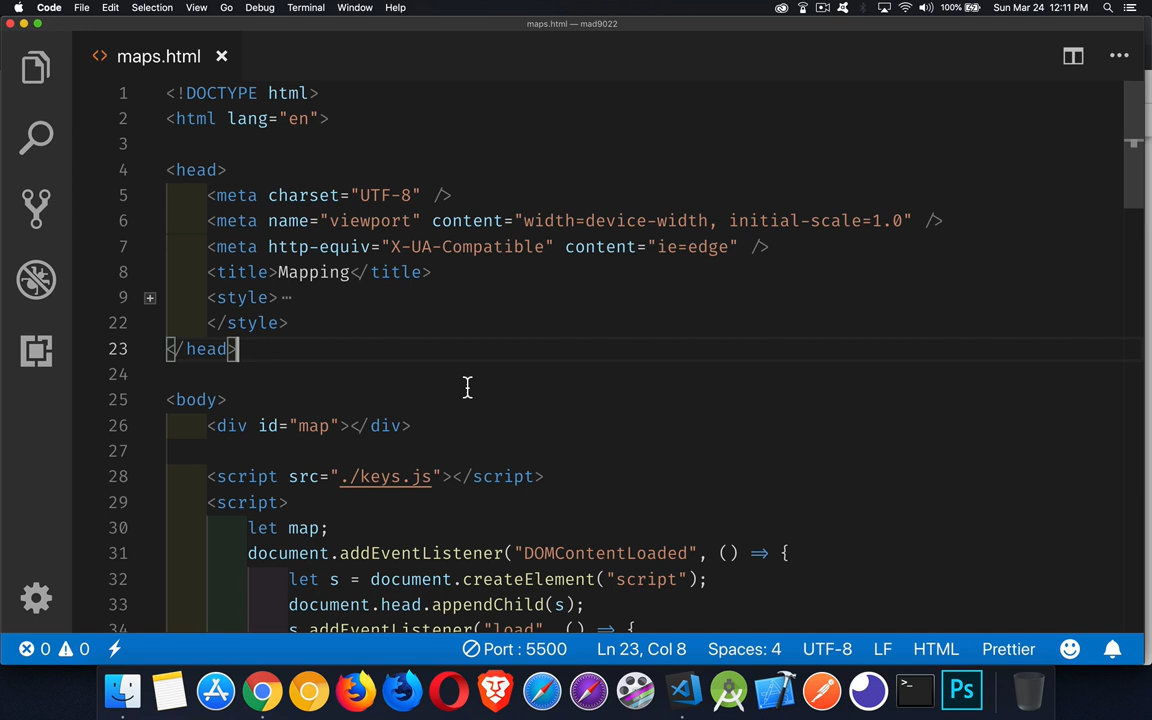 Code File Edit Selection View Go Debug Terminal Window Help 100% Sun Mar 24 12:11 PM
maps.html — mad9022
<> maps.html ×
1 <!DOCTYPE html>
2 <html lang="en">
3
4 <head>
5 <meta charset="UTF-8" />
6 <meta name="viewport" content="width=device-width, initial-scale=1.0" />
7 <meta http-equiv="X-UA-Compatible" content="ie=edge" />
8 <title>Mapping</title>
9 <style>⋯
22 </style>
23 </head>
24
25 <body>
26 <div id="map"></div>
27
28 <script src="./keys.js"></script>
29 <script>
30 let map;
31 document.addEventListener("DOMContentLoaded", () => {
32 let s = document.createElement("script");
33 document.head.appendChild(s);
34 s.addEventListener("load", () => {
0 0 Port : 5500 Ln 23, Col 8 Spaces: 4 UTF-8 LF HTML Prettier
>_ Ps